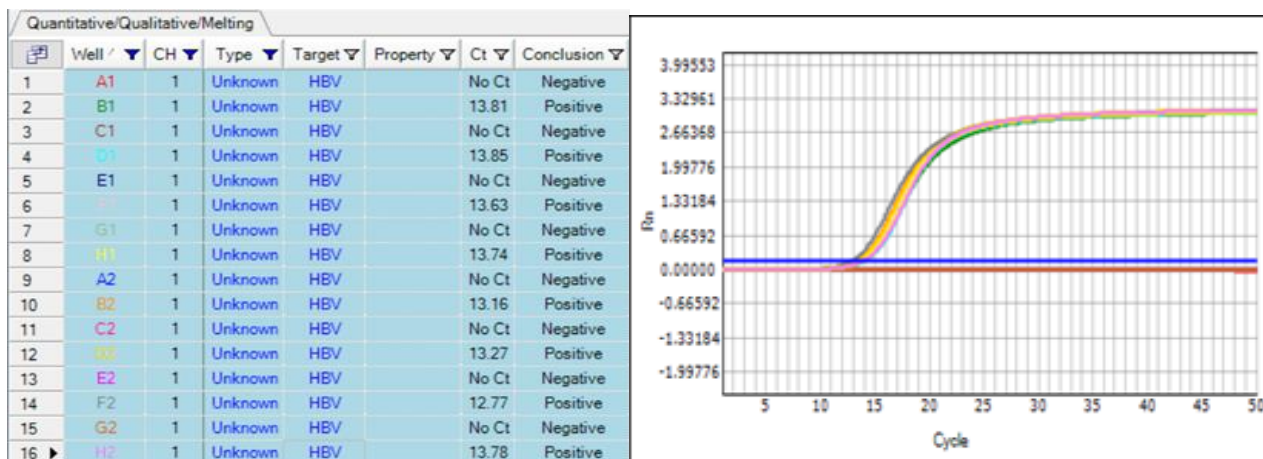 Quantitative/Qualitative/Melting
Well CH Type Target Property Ct Conclusion
1 A1 1 Unknown HBV No Ct Negative
2 B1 1 Unknown HBV 13.81 Positive
3 C1 1 Unknown HBV No Ct Negative
4 D1 1 Unknown HBV 13.85 Positive
5 E1 1 Unknown HBV No Ct Negative
6 1 Unknown HBV 13.63 Positive
7 G1 1 Unknown HBV No Ct Negative
8 H1 1 Unknown HBV 13.74 Positive
9 A2 1 Unknown HBV No Ct Negative
10 B2 1 Unknown HBV 13.16 Positive
11 C2 1 Unknown HBV No Ct Negative
12 D2 1 Unknown HBV 13.27 Positive
13 E2 1 Unknown HBV No Ct Negative
14 F2 1 Unknown HBV 12.77 Positive
15 G2 1 Unknown HBV No Ct Negative
16 H2 1 Unknown HBV 13.78 Positive
3.99553
3.32961
2.66368
1.99776
1.33184
0.66592
0.00000
-0.66592
-1.33184
-1.99776
Rn
5 10 15 20 25 30 35 40 45 50
Cycle